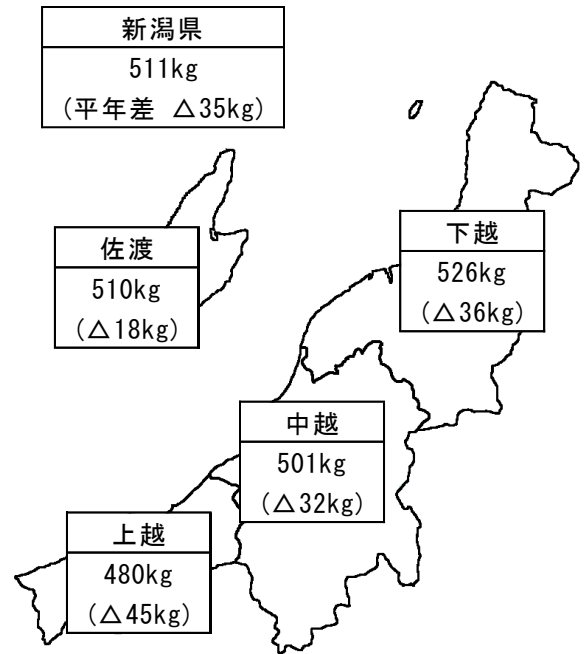 新潟県
511kg
(平年差 △35kg)
佐渡
510kg
(△18kg)
下越
526kg
(△36kg)
中越
501kg
(△32kg)
上越
480kg
(△45kg)